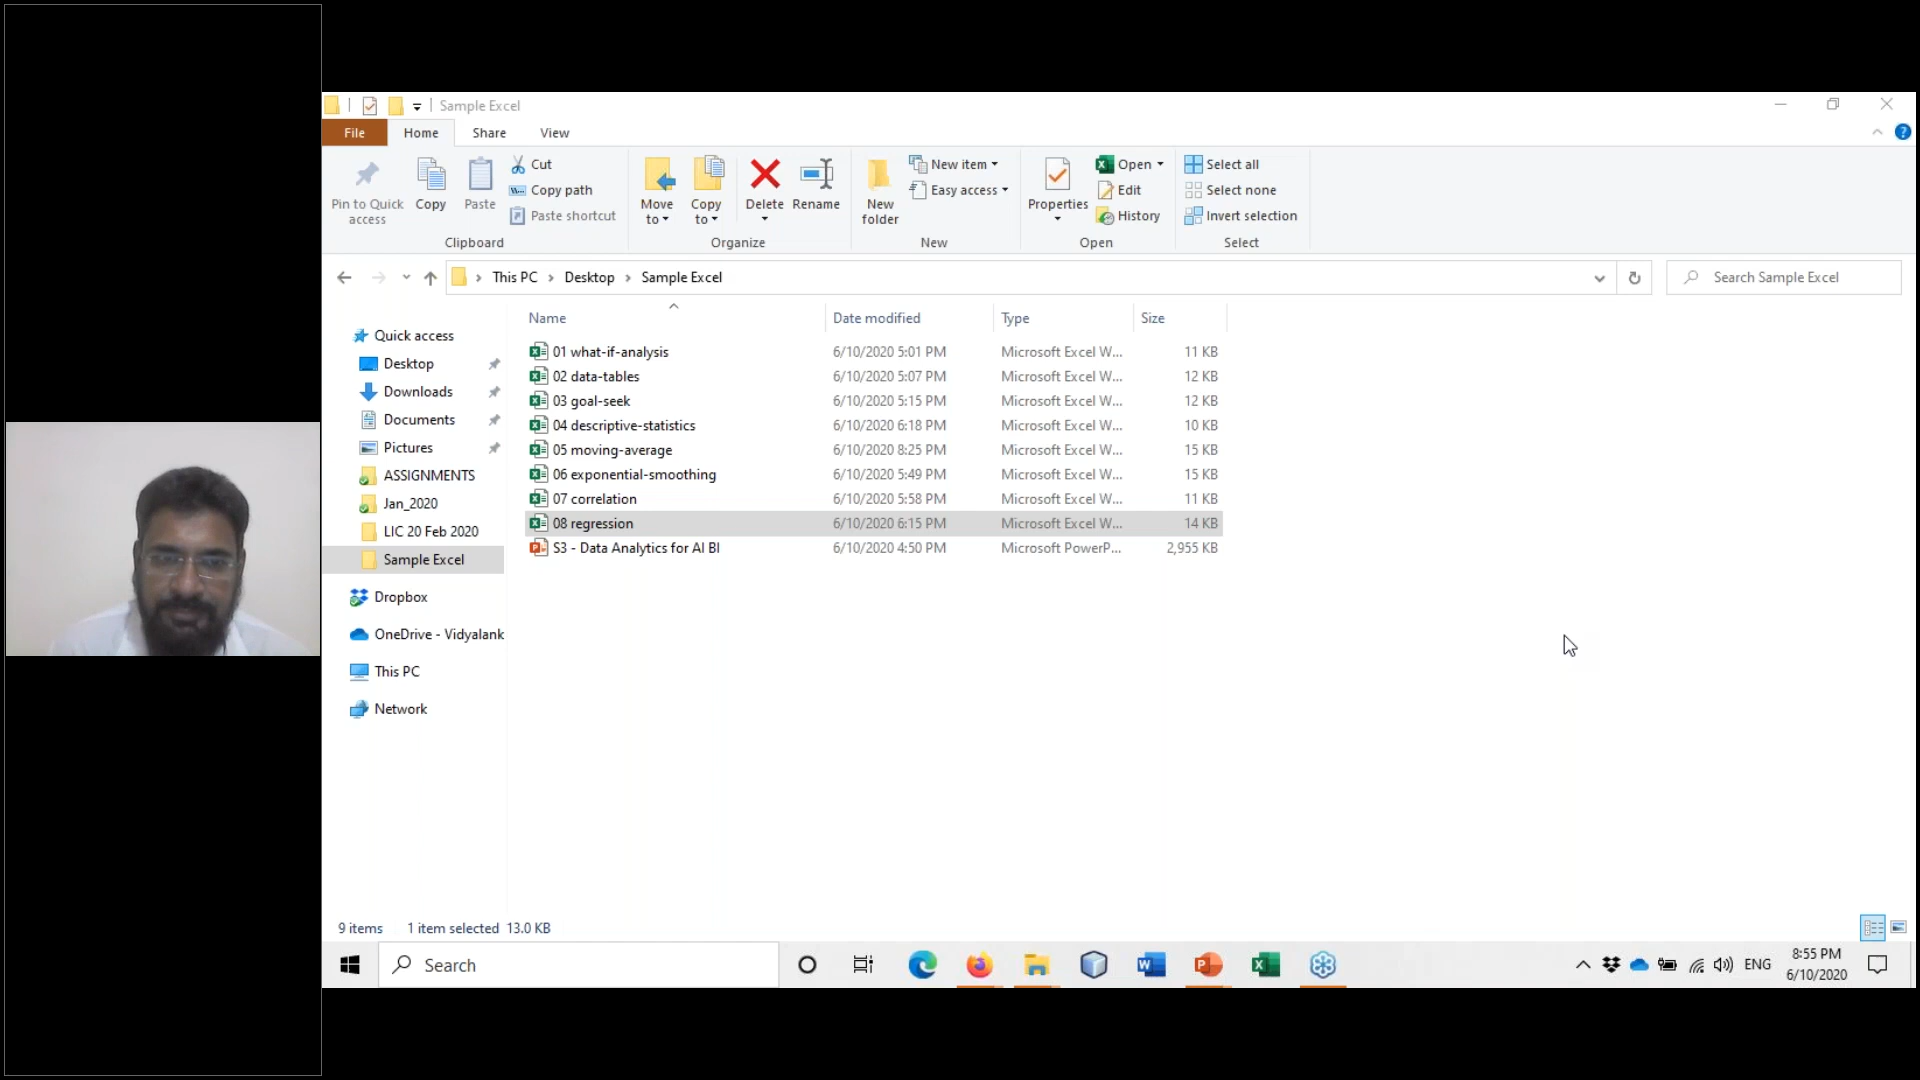 Sample Excel
File Home Share View
Pin to Quick access
Copy
Paste
Cut
Copy path
Paste shortcut
Clipboard
Move to
Copy to
Delete
Rename
Organize
New folder
New item
Easy access
New
Properties
Open
Edit
History
Open
Select all
Select none
Invert selection
Select
This PC Desktop Sample Excel
Search Sample Excel
Quick access
Desktop
Downloads
Documents
Pictures
ASSIGNMENTS
Jan_2020
LIC 20 Feb 2020
Sample Excel
Dropbox
OneDrive - Vidyalank
This PC
Network
Name Date modified Type Size
01 what-if-analysis 6/10/2020 5:01 PM Microsoft Excel W... 11 KB
02 data-tables 6/10/2020 5:07 PM Microsoft Excel W... 12 KB
03 goal-seek 6/10/2020 5:15 PM Microsoft Excel W... 12 KB
04 descriptive-statistics 6/10/2020 6:18 PM Microsoft Excel W... 10 KB
05 moving-average 6/10/2020 8:25 PM Microsoft Excel W... 15 KB
06 exponential-smoothing 6/10/2020 5:49 PM Microsoft Excel W... 15 KB
07 correlation 6/10/2020 5:58 PM Microsoft Excel W... 11 KB
08 regression 6/10/2020 6:15 PM Microsoft Excel W... 14 KB
S3 - Data Analytics for AI BI 6/10/2020 4:50 PM Microsoft PowerP... 2,955 KB
9 items 1 item selected 13.0 KB
Search
ENG
8:55 PM
6/10/2020